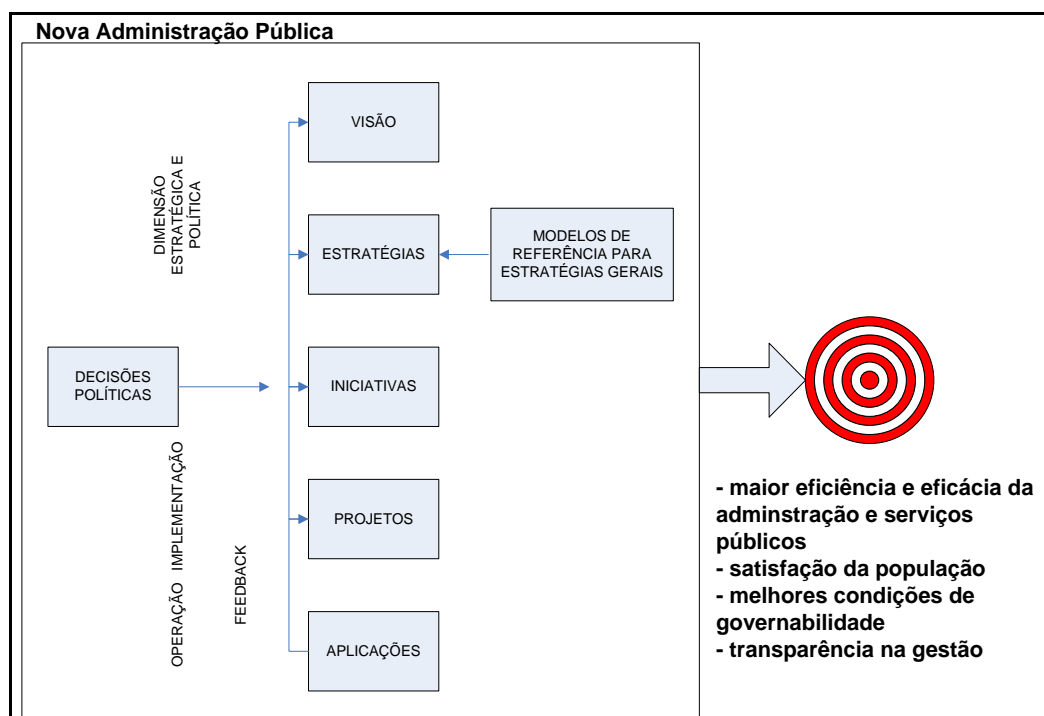 Nova Administração Pública
VISÃO
DIMENSÃO
ESTRATÉGICA E
POLÍTICA
ESTRATÉGIAS
MODELOS DE
REFERÊNCIA PARA
ESTRATÉGIAS GERAIS
DECISÕES
POLÍTICAS
INICIATIVAS
OPERAÇÃO IMPLEMENTAÇÃO
FEEDBACK
PROJETOS
APLICAÇÕES
- maior eficiência e eficácia da
adminstração e serviços
públicos
- satisfação da população
- melhores condições de
governabilidade
- transparência na gestão